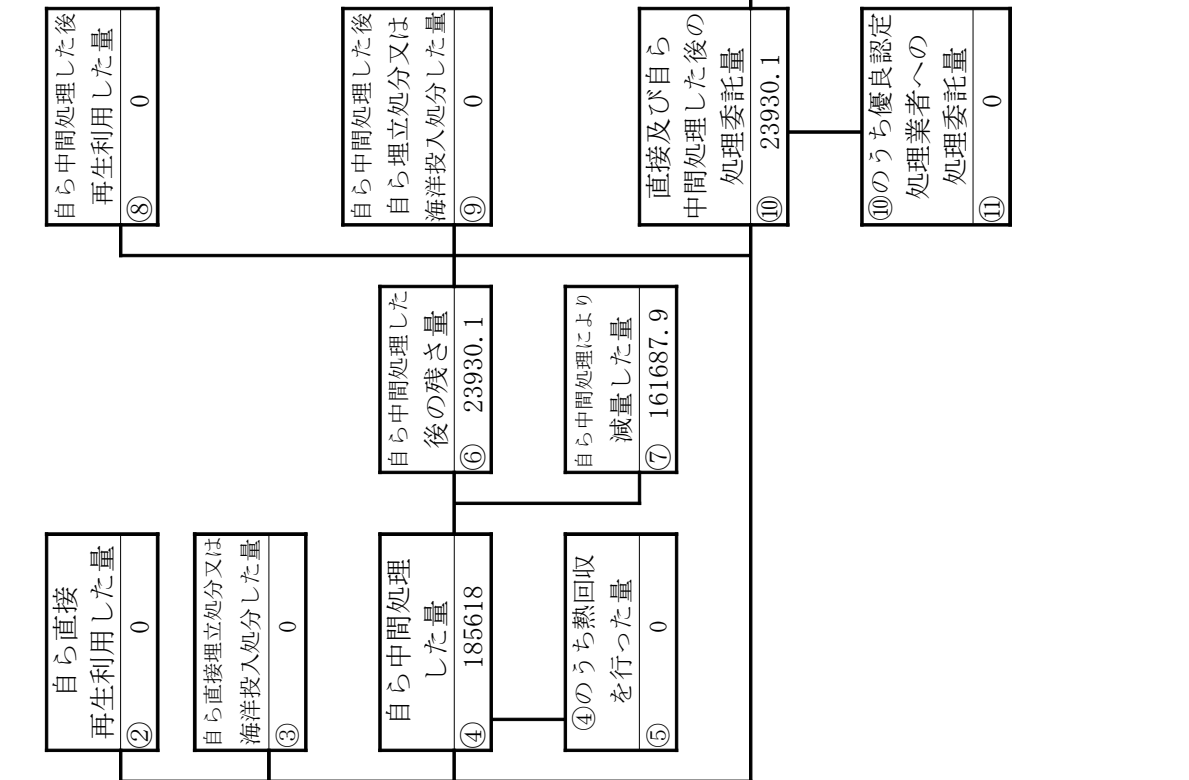 自ら直接
再生利用した量
② 0
自ら直接埋立処分又は
海洋投入処分した量
③ 0
自ら中間処理
した量
④ 185618
④のうち熱回収
を行った量
⑤ 0
自ら中間処理した
後の残さ量
⑥ 23930.1
自ら中間処理により
減量した量
⑦ 161687.9
自ら中間処理した後
再生利用した量
⑧ 0
自ら中間処理した後
自ら埋立処分又は
海洋投入処分した量
⑨ 0
直接及び自ら
中間処理した後の
処理委託量
⑩ 23930.1
⑩のうち優良認定
処理業者への
処理委託量
⑪ 0